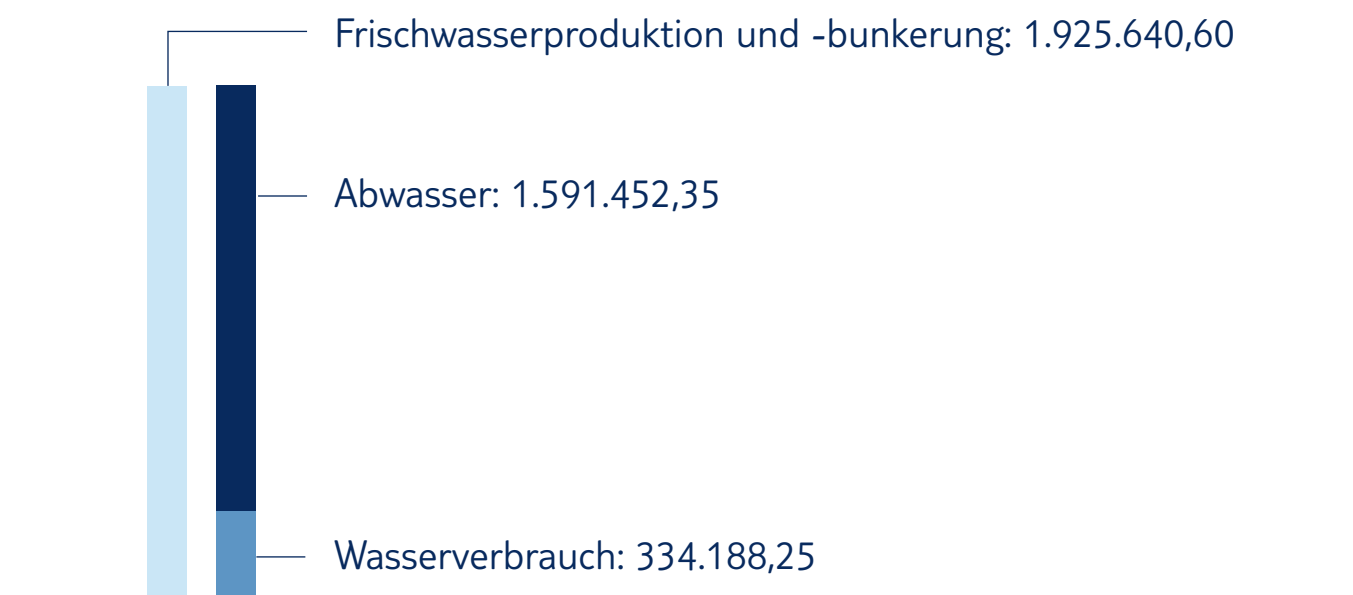 Frischwasserproduktion und -bunkerung: 1.925.640,60
Abwasser: 1.591.452,35
Wasserverbrauch: 334.188,25